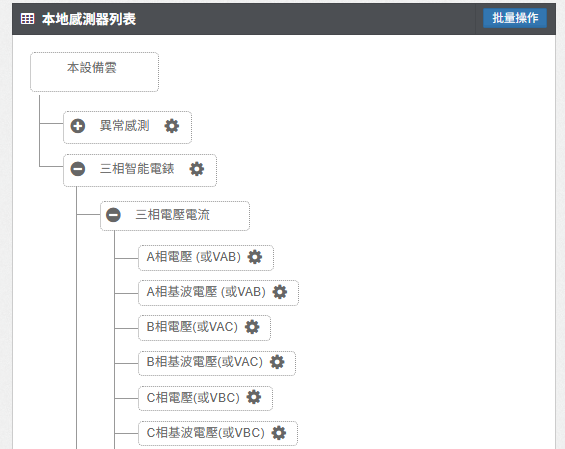 本地感測器列表
批量操作
本設備雲
異常感測
三相智能電錶
三相電壓電流
A相電壓 (或VAB)
A相基波電壓 (或VAB)
B相電壓(或VAC)
B相基波電壓(或VAC)
C相電壓(或VBC)
C相基波電壓(或VBC)